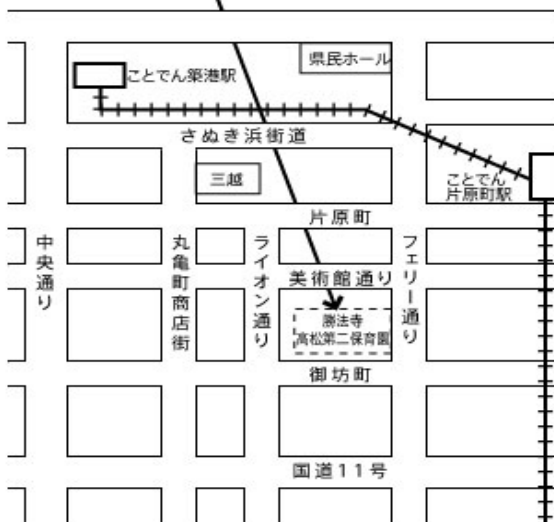 県民ホール
ことでん築港駅
さぬき浜街道
三越
ことでん
片原町駅
片原町
中央通り
丸亀町商店街
ライオン通り
フェリー通り
美術館通り
勝法寺
高松第二保育園
御坊町
国道11号